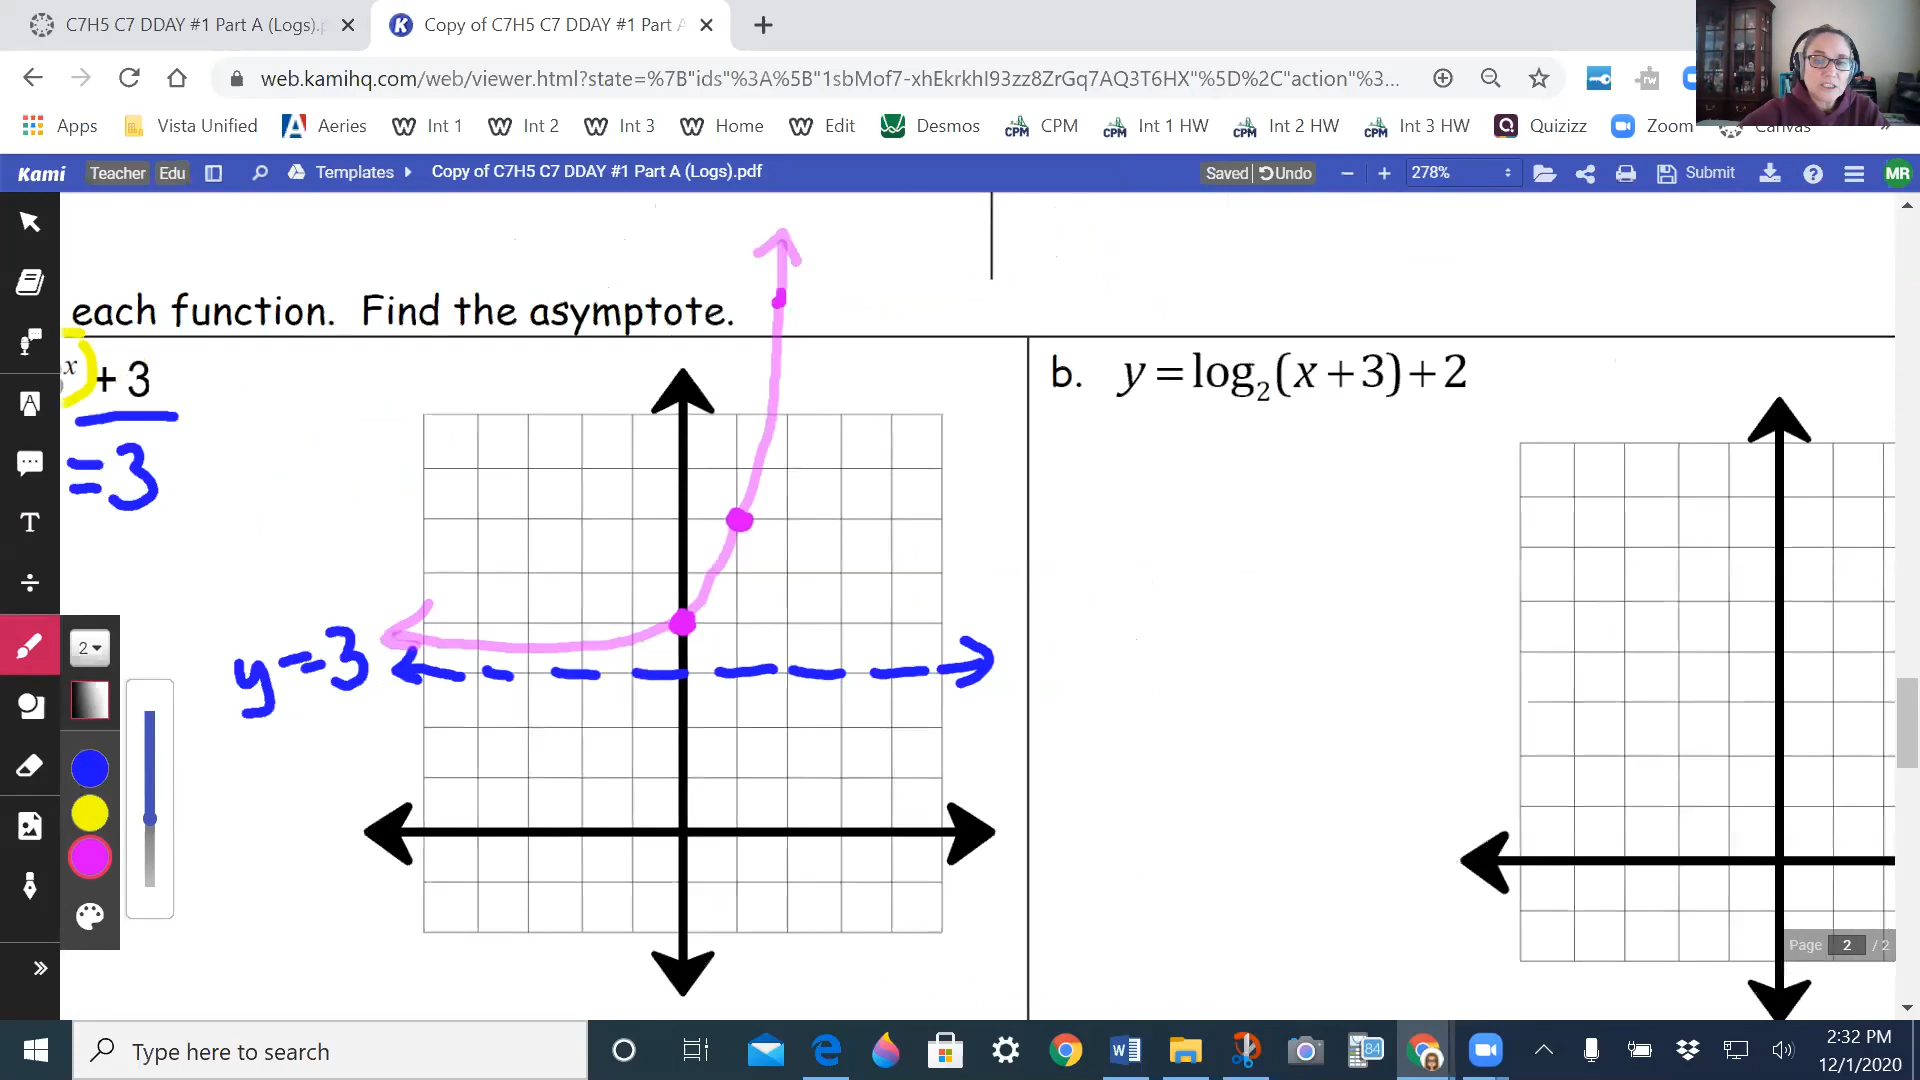 C7H5 C7 DDAY #1 Part A (Logs).p
Copy of C7H5 C7 DDAY #1 Part A
web.kamihq.com/web/viewer.html?state=%7B"ids"%3A%5B"1sbMof7-xhEkrkhI93zz8ZrGq7AQ3T6HX"%5D%2C"action"%3...
Apps Vista Unified Aeries Int 1 Int 2 Int 3 Home Edit Desmos CPM Int 1 HW Int 2 HW Int 3 HW Quizizz Zoom Canvas
Kami Teacher Edu Templates Copy of C7H5 C7 DDAY #1 Part A (Logs).pdf Saved Undo 278% Submit MR
each function. Find the asymptote.
x + 3
= 3
b. y = log₂(x + 3) + 2
y = 3
2
Page 2 / 2
Type here to search
84
2:32 PM
12/1/2020